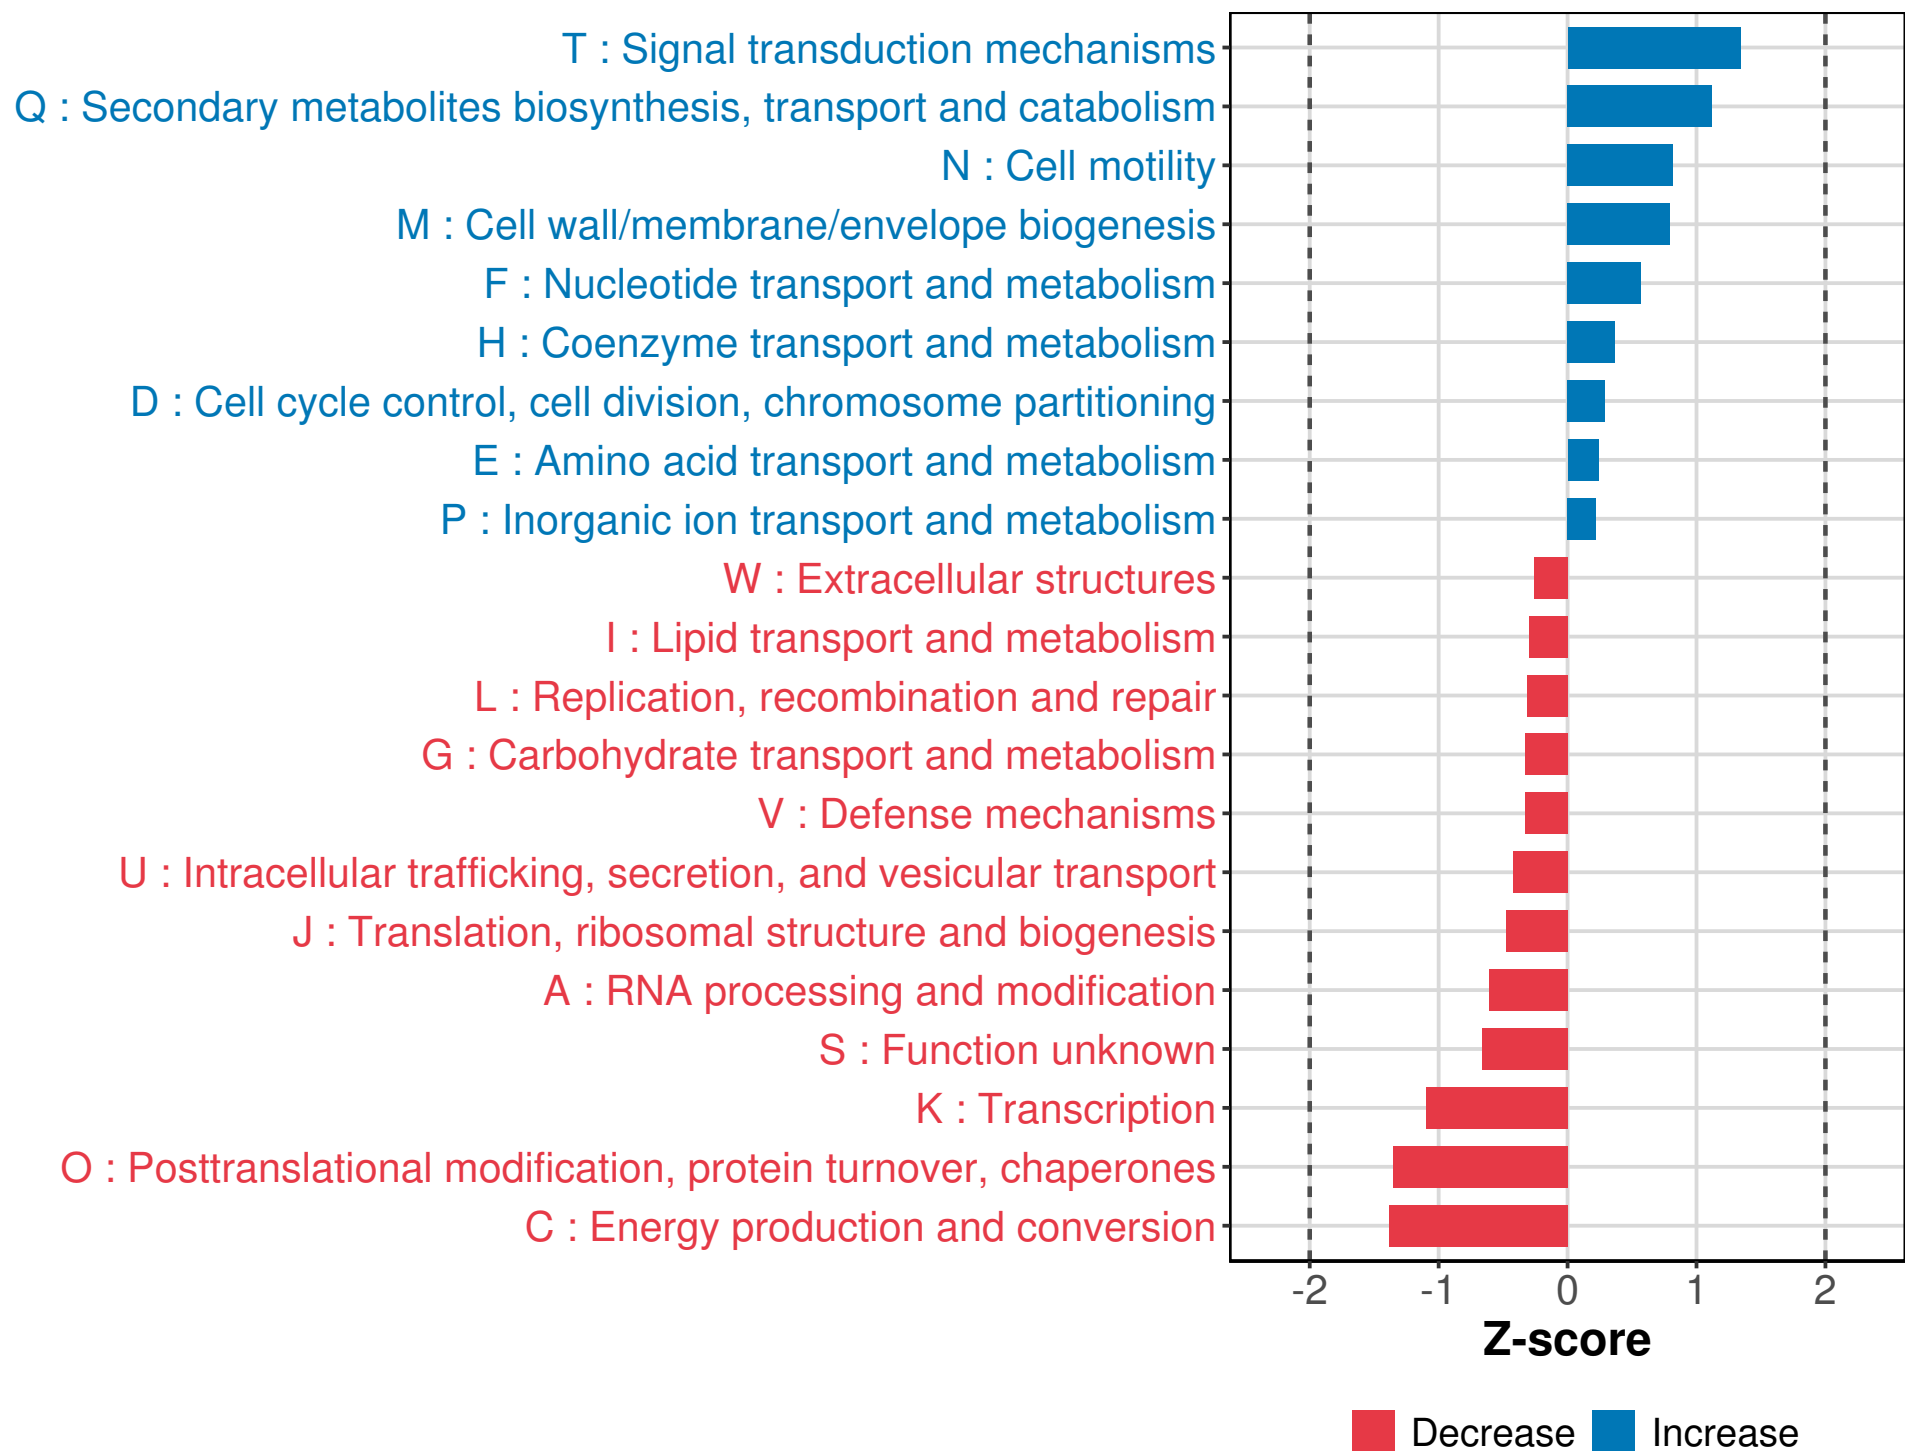 T : Signal transduction mechanisms
Q : Secondary metabolites biosynthesis, transport and catabolism
N : Cell motility
M : Cell wall/membrane/envelope biogenesis
F : Nucleotide transport and metabolism
H : Coenzyme transport and metabolism
D : Cell cycle control, cell division, chromosome partitioning
E : Amino acid transport and metabolism
P : Inorganic ion transport and metabolism
W : Extracellular structures
I : Lipid transport and metabolism
L : Replication, recombination and repair
G : Carbohydrate transport and metabolism
V : Defense mechanisms
U : Intracellular trafficking, secretion, and vesicular transport
J : Translation, ribosomal structure and biogenesis
A : RNA processing and modification
S : Function unknown
K : Transcription
O : Posttranslational modification, protein turnover, chaperones
C : Energy production and conversion
-2 -1 0 1 2
Z-score
Decrease Increase